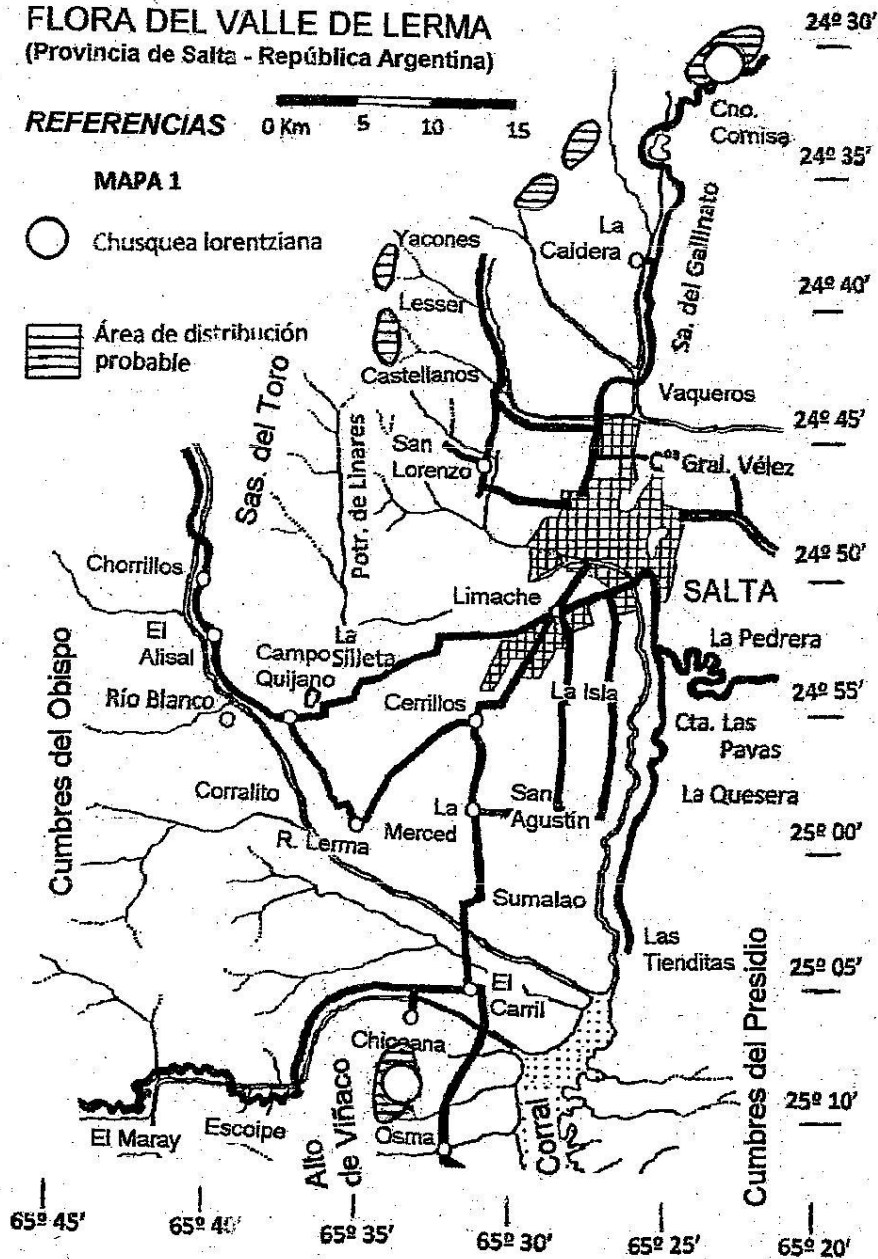 FLORA DEL VALLE DE LERMA
(Provincia de Salta - República Argentina)
REFERENCIAS
0 Km 5 10 15
MAPA 1
Chusquea lorentziana
Área de distribución
probable
24º 30'
24º 35'
24º 40'
24º 45'
24º 50'
24º 55'
25º 00'
25º 05'
25º 10'
Cno.
Cornisa
La
Caldera
Sa. del Gallinato
Yacones
Lesser
Castellanos
Vaqueros
San
Lorenzo
Sas. del Toro
Potr. de Linares
Cºˢ Gral. Vélez
Chorrillos
Limache
SALTA
El
Alisal
La
Silleta
Campo
Quijano
La Pedrera
Río Blanco
Cerrillos
La Isla
Cta. Las
Pavas
Cumbres del Obispo
Corralito
La
Merced
San
Agustín
La Quesera
R. Lerma
Sumalao
Las
Tienditas
Cumbres del Presidio
El
Carril
Chicoana
El Maray
Escoipe
Alto
de Viñaco
Osma
Corral
65º 45'
65º 40'
65º 35'
65º 30'
65º 25'
65º 20'